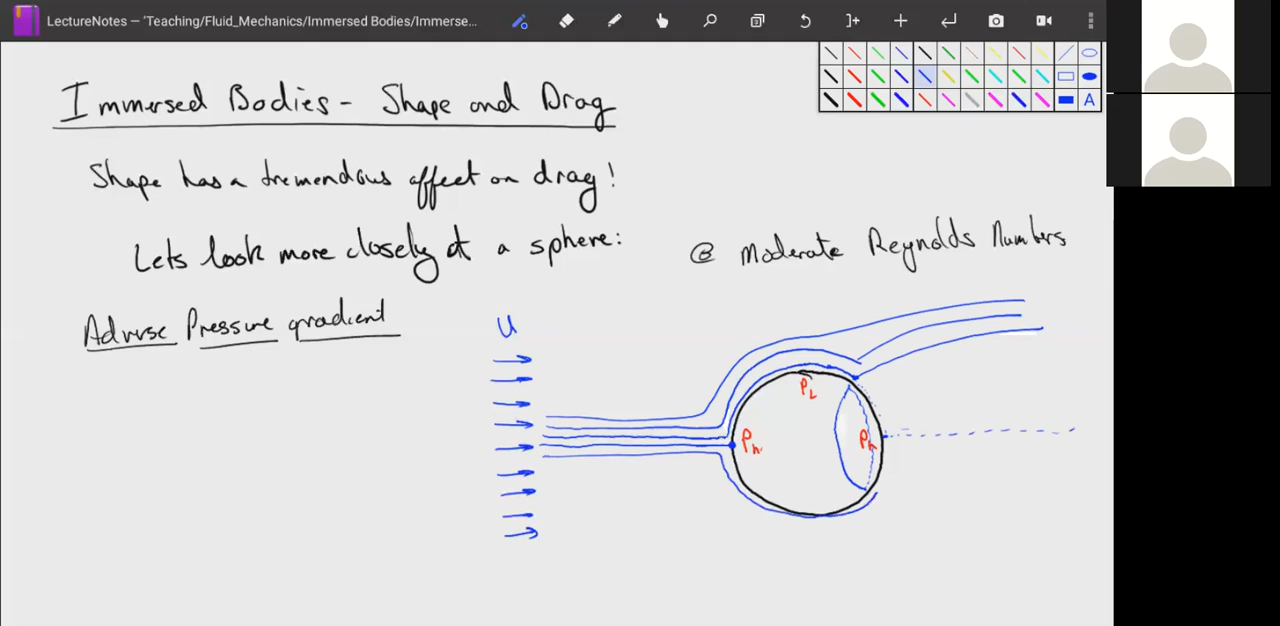 LectureNotes — 'Teaching/Fluid_Mechanics/Immersed Bodies/Immerse...
A
Immersed Bodies - Shape and Drag
Shape has a tremendous affect on drag!
Lets look more closely at a sphere:
@ Moderate Reynolds Numbers
Adverse Pressure gradient
U
PL
Ph
Ph